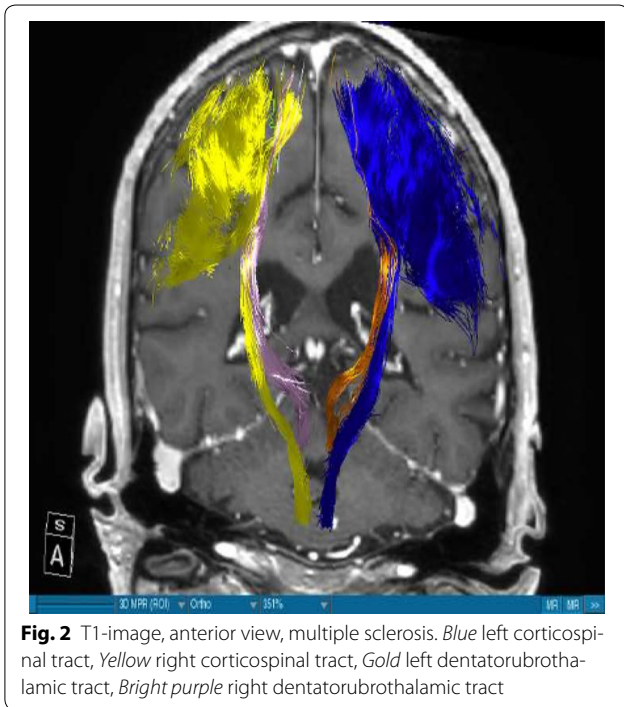 S
A
3D MPR (ROI) Ortho 351% MR MR >>
Fig. 2 T1-image, anterior view, multiple sclerosis. Blue left corticospi-
nal tract, Yellow right corticospinal tract, Gold left dentatorubrotha-
lamic tract, Bright purple right dentatorubrothalamic tract